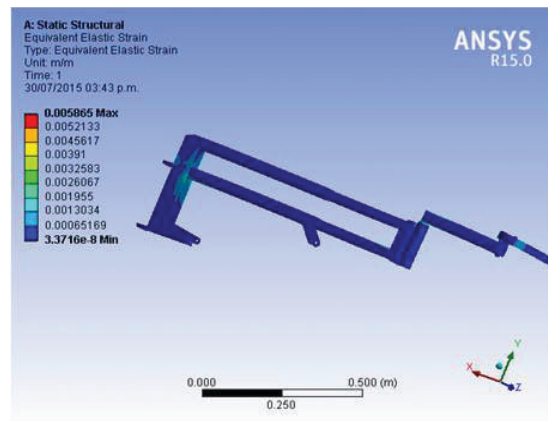 A: Static Structural
Equivalent Elastic Strain
Type: Equivalent Elastic Strain
Unit: m/m
Time: 1
30/07/2015 03:43 p.m.
ANSYS
R15.0
0.005865 Max
0.0052133
0.0045617
0.00391
0.0032583
0.0026067
0.001955
0.0013034
0.00065169
3.3716e-8 Min
Y
X
Z
0.000
0.500 (m)
0.250